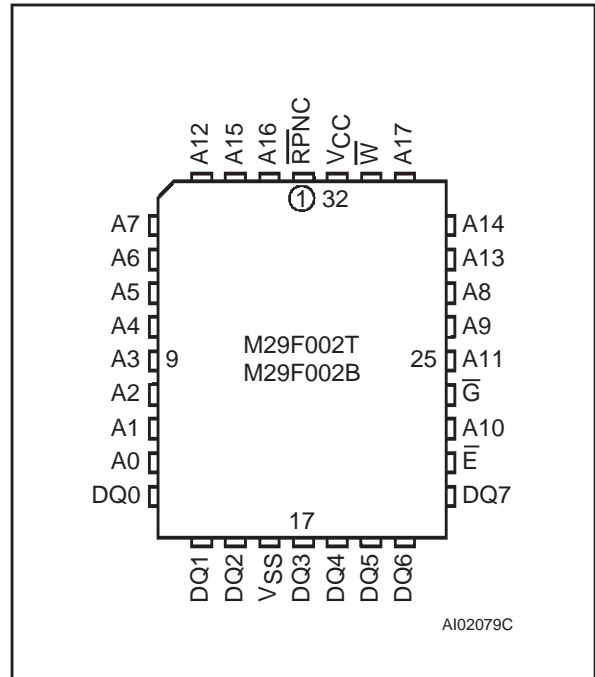 A12
A15
A16
R̅P̅NC
VCC
W̅
A17
1 32
A7
A6
A5
A4
A3 9
A2
A1
A0
DQ0
M29F002T
M29F002B
A14
A13
A8
A9
25 A11
G̅
A10
E̅
DQ7
17
DQ1
DQ2
VSS
DQ3
DQ4
DQ5
DQ6
AI02079C